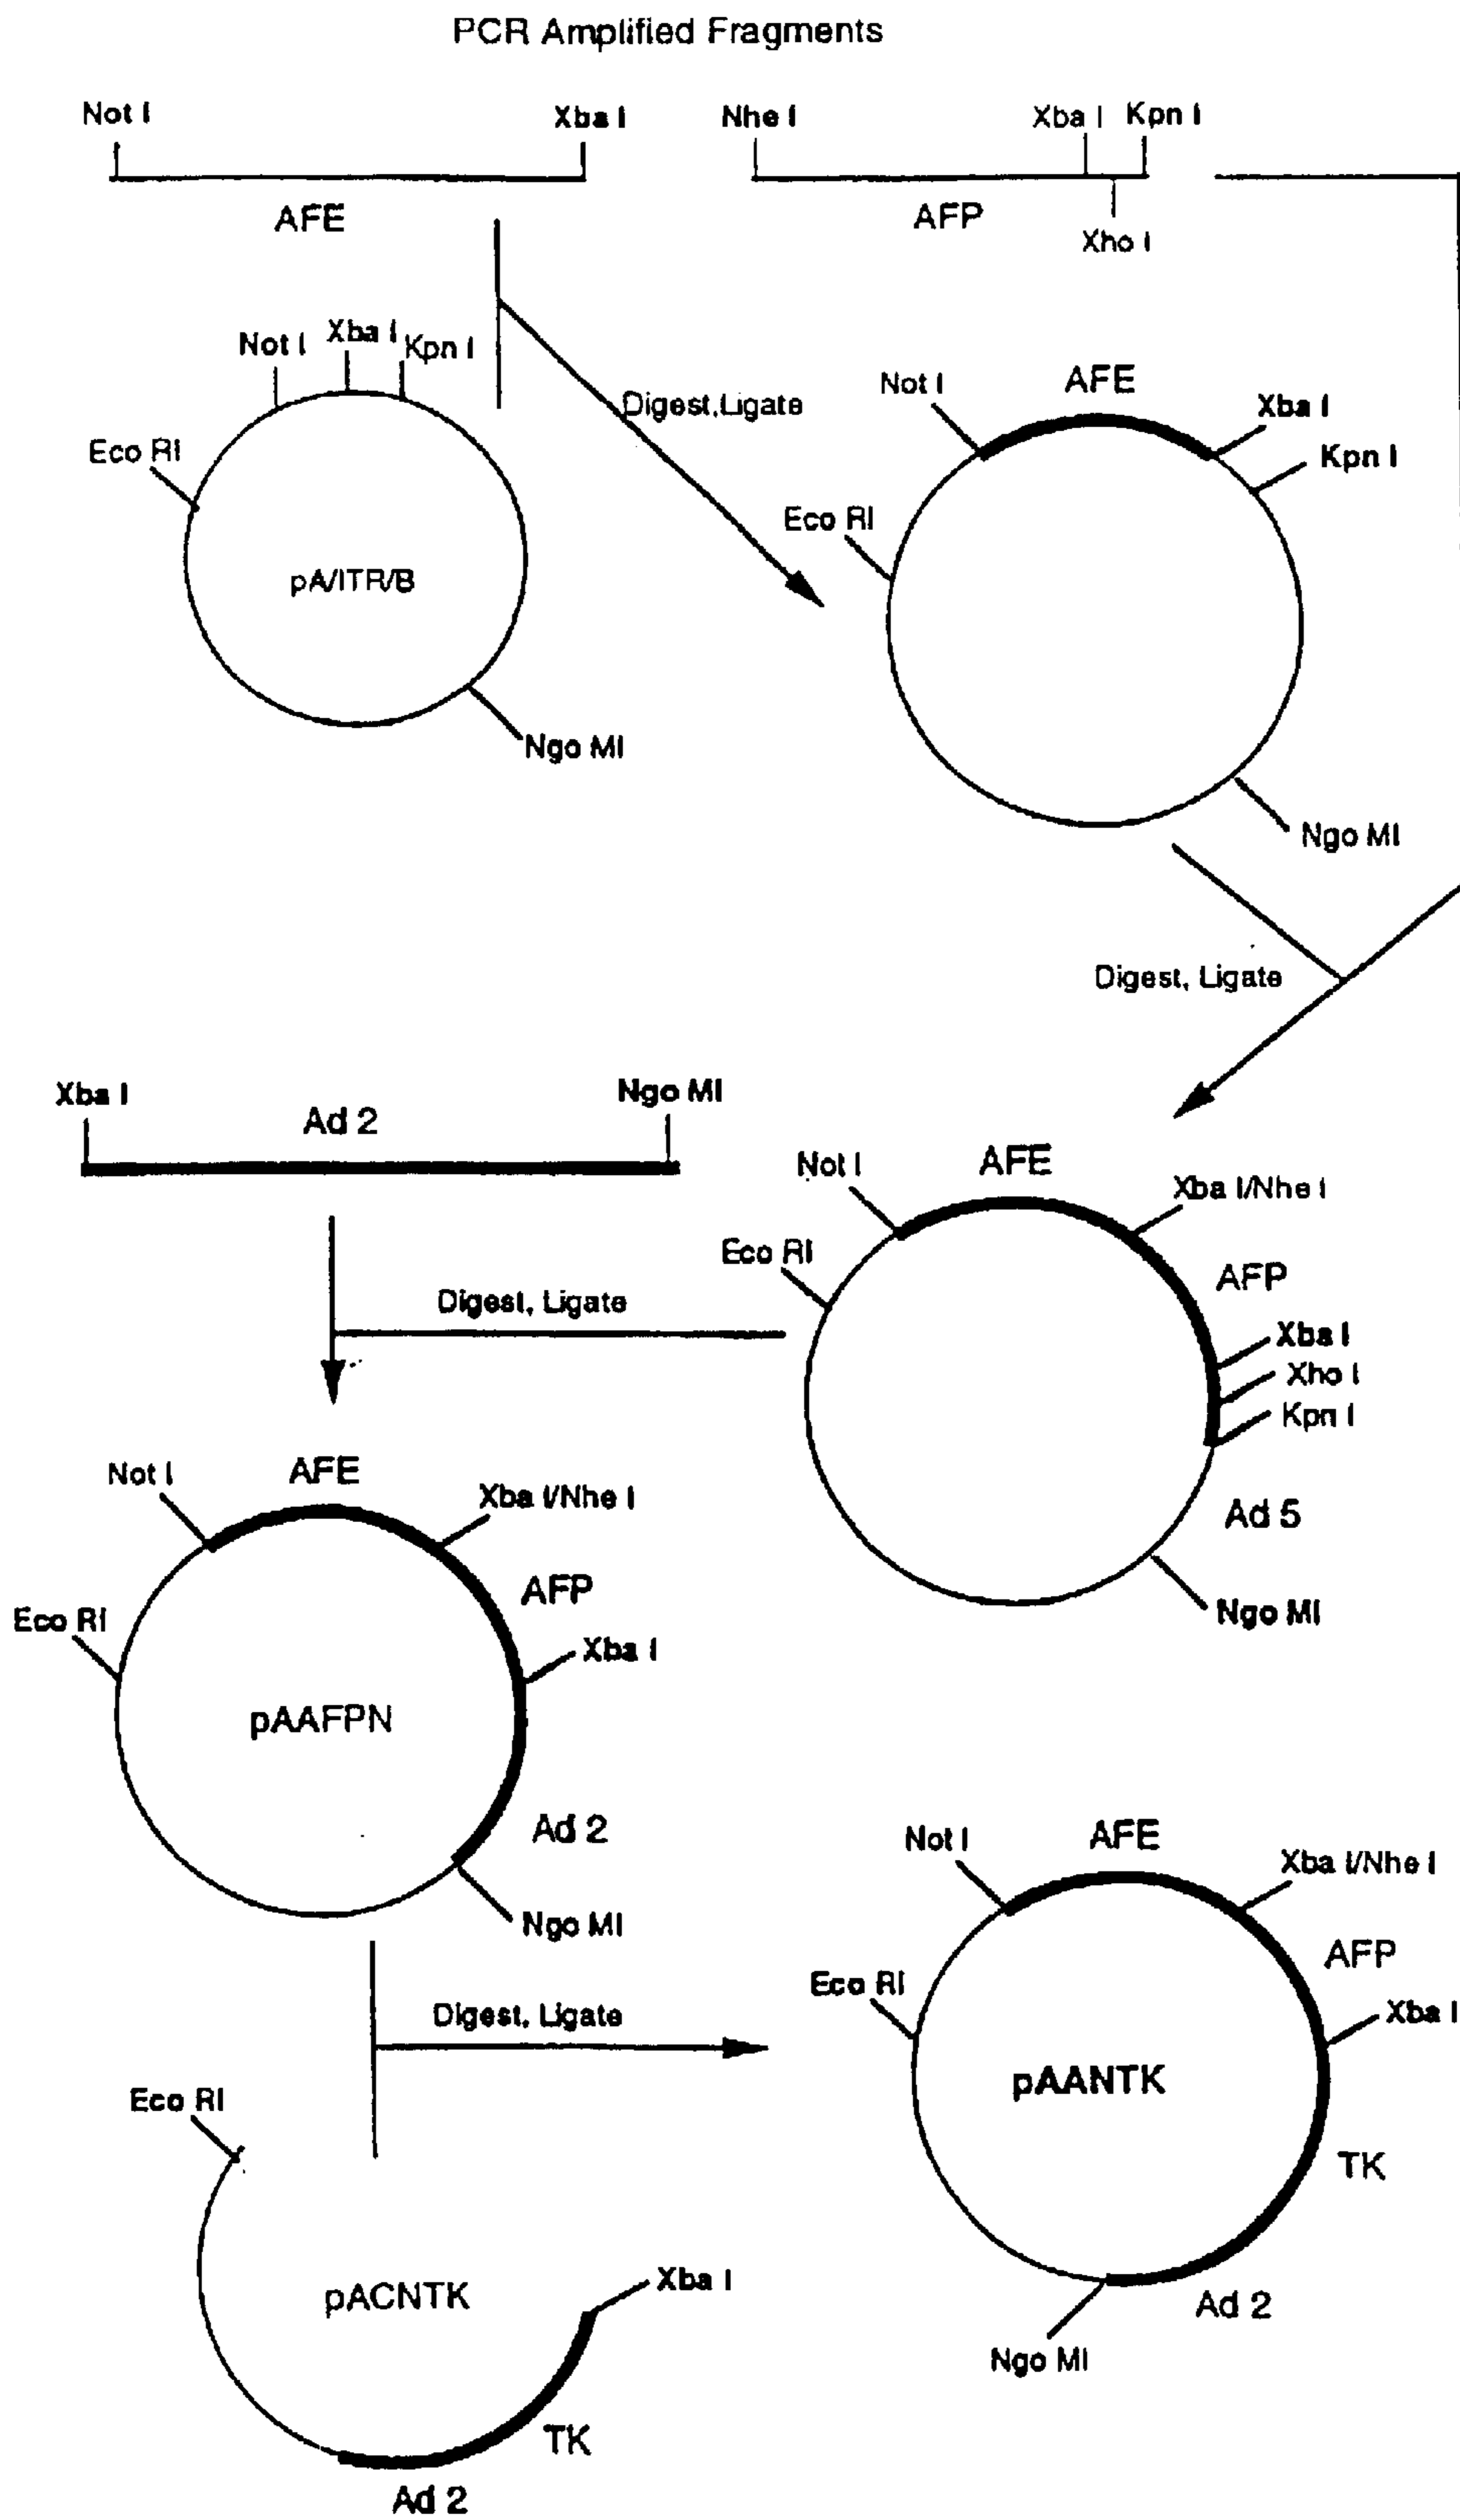 PCR Amplified Fragments
Not I
Xba I
Nhe I
Xba I
Kpn I
AFE
AFP
Xho I
Not I
Xba I
Kpn I
Eco RI
pA/ITR/B
Ngo MI
Digest,Ligate
Not I
AFE
Xba I
Kpn I
Eco RI
Ngo MI
Digest, Ligate
Xba I
Ad 2
Ngo MI
Not I
AFE
Xba I/Nhe I
Eco RI
AFP
Xba I
Xho I
Kpn I
Ad 5
Ngo MI
Digest, Ligate
Not I
AFE
Xba I/Nhe I
Eco RI
AFP
Xba I
pAAFPN
Ad 2
Ngo MI
Digest, Ligate
Eco RI
pACNTK
Xba I
TK
Ad 2
Not I
AFE
Xba I/Nhe I
Eco RI
AFP
Xba I
pAANTK
TK
Ad 2
Ngo MI